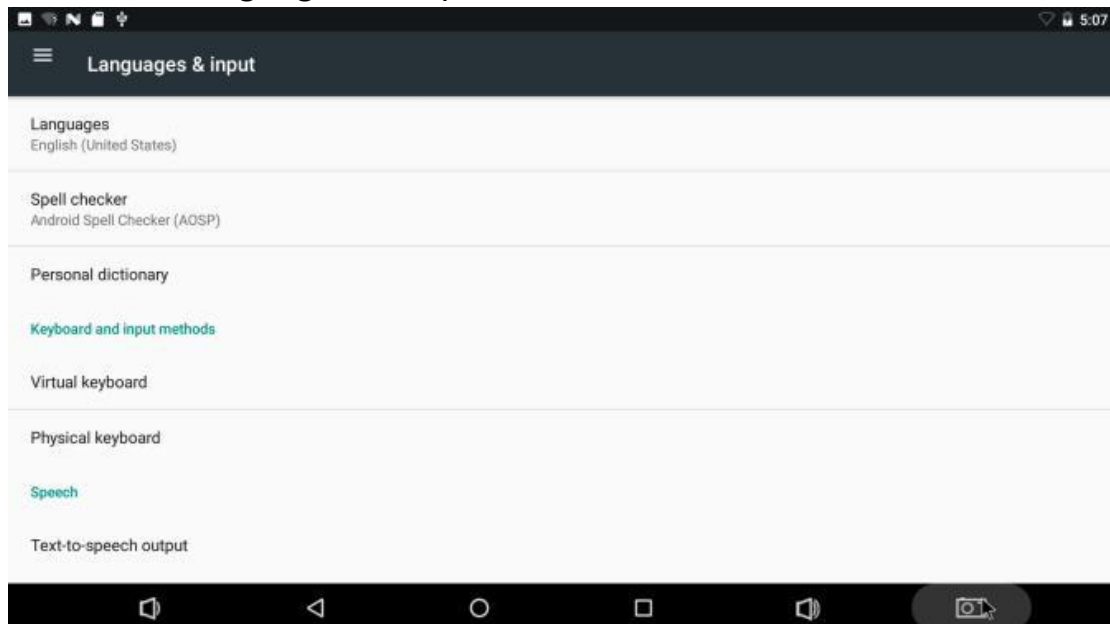 5:07
Languages & input
Languages
English (United States)
Spell checker
Android Spell Checker (AOSP)
Personal dictionary
Keyboard and input methods
Virtual keyboard
Physical keyboard
Speech
Text-to-speech output